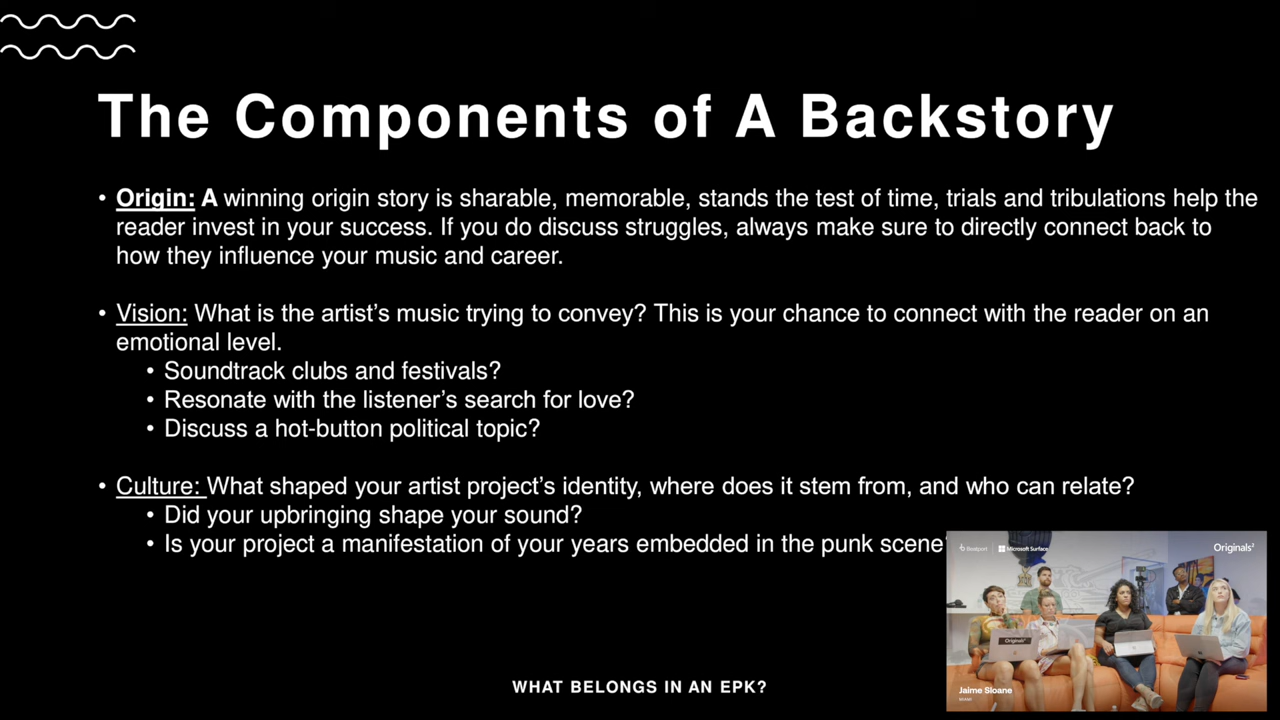 The Components of A Backstory
• Origin: A winning origin story is sharable, memorable, stands the test of time, trials and tribulations help the
reader invest in your success. If you do discuss struggles, always make sure to directly connect back to
how they influence your music and career.
• Vision: What is the artist's music trying to convey? This is your chance to connect with the reader on an
emotional level.
• Soundtrack clubs and festivals?
• Resonate with the listener's search for love?
• Discuss a hot-button political topic?
• Culture: What shaped your artist project's identity, where does it stem from, and who can relate?
• Did your upbringing shape your sound?
• Is your project a manifestation of your years embedded in the punk scene
Beatport Microsoft Surface
Originals²
Originals²
Jaime Sloane
MIAMI
WHAT BELONGS IN AN EPK?